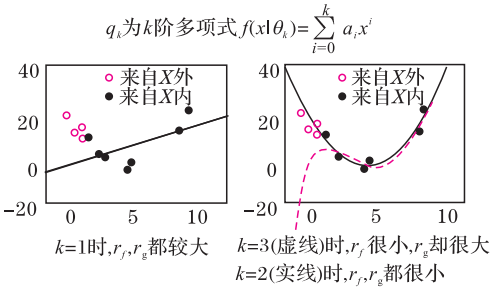 q_k为k阶多项式f(x|θ_k)=∑_{i=0}^{k} a_i x^i
40
20
0
-20
0 5 10
来自X外
来自X内
k=1时,r_f,r_g都较大
40
20
0
-20
0 5 10
来自X外
来自X内
k=3(虚线)时,r_f很小,r_g却很大
k=2(实线)时,r_f,r_g都很小